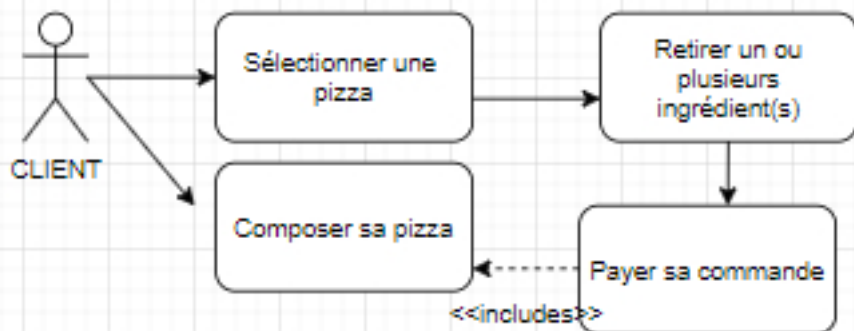 Sélectionner une
pizza
Retirer un ou
plusieurs
ingrédient(s)
CLIENT
Composer sa pizza
Payer sa commande
<<includes>>